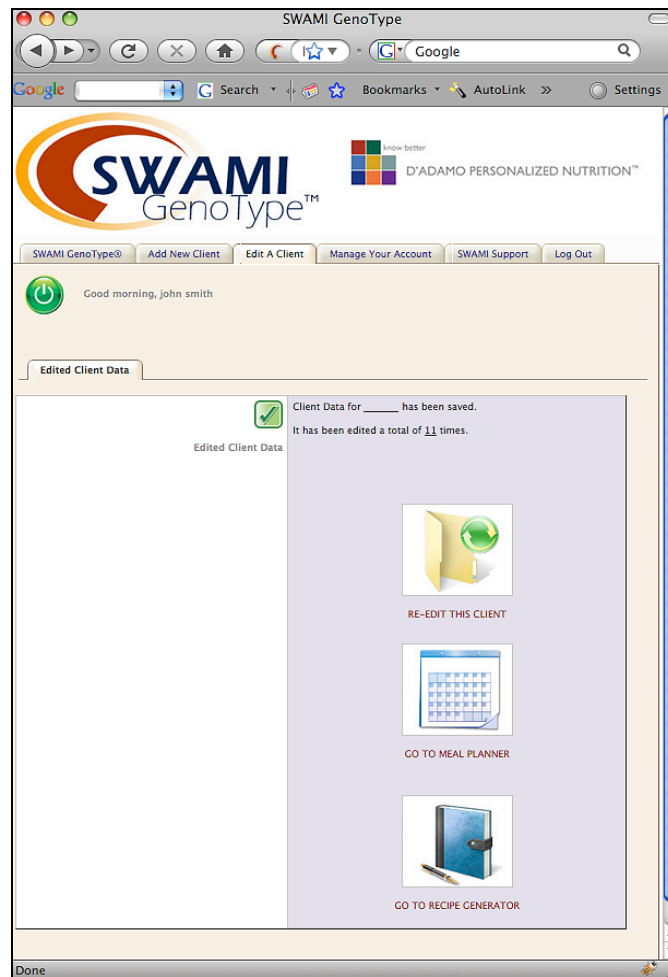 SWAMI GenoType
Google
Google G Search Bookmarks AutoLink » Settings
know better
D'ADAMO PERSONALIZED NUTRITION™
SWAMI
GenoType™
SWAMI GenoType® Add New Client Edit A Client Manage Your Account SWAMI Support Log Out
Good morning, john smith
Edited Client Data
Client Data for ______ has been saved.
It has been edited a total of 11 times.
Edited Client Data
RE-EDIT THIS CLIENT
GO TO MEAL PLANNER
GO TO RECIPE GENERATOR
Done